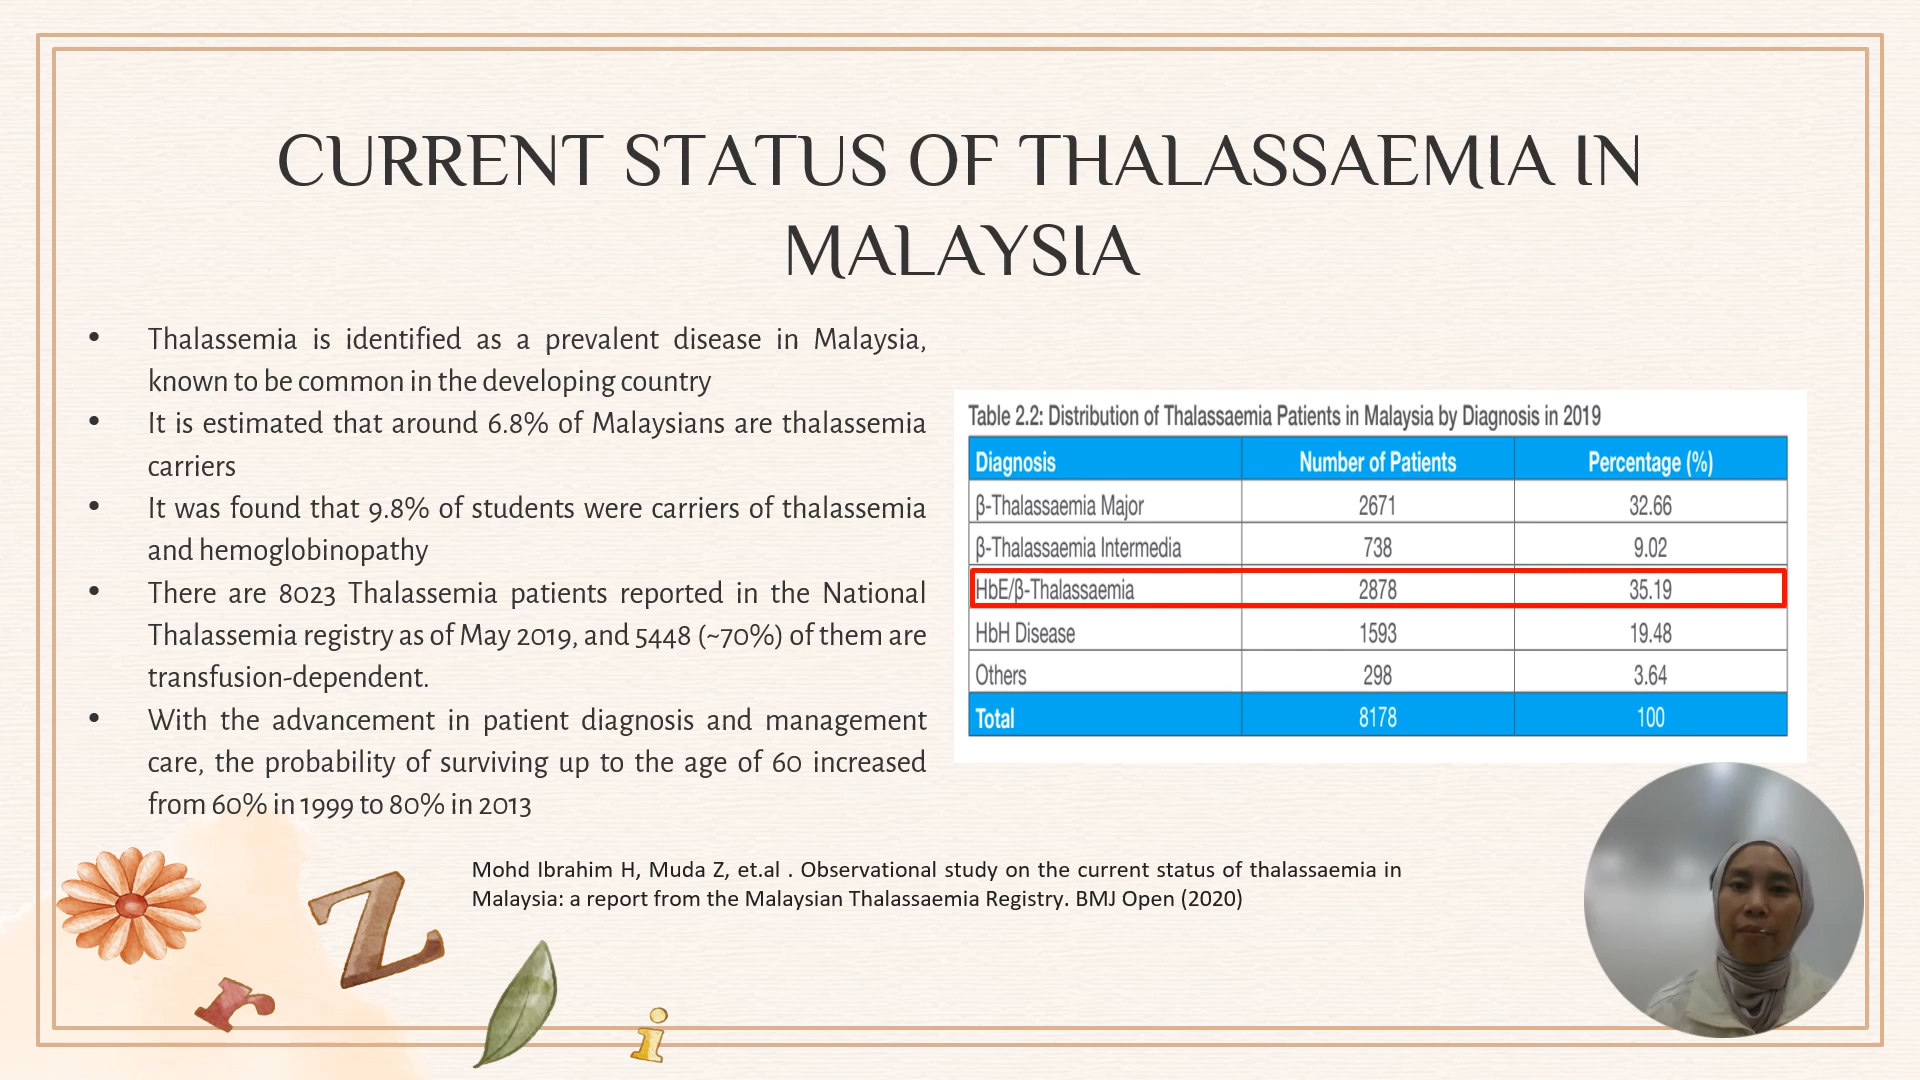 CURRENT STATUS OF THALASSAEMIA IN
MALAYSIA
• Thalassemia is identified as a prevalent disease in Malaysia,
known to be common in the developing country
• It is estimated that around 6.8% of Malaysians are thalassemia
carriers
• It was found that 9.8% of students were carriers of thalassemia
and hemoglobinopathy
• There are 8023 Thalassemia patients reported in the National
Thalassemia registry as of May 2019, and 5448 (~70%) of them are
transfusion-dependent.
• With the advancement in patient diagnosis and management
care, the probability of surviving up to the age of 60 increased
from 60% in 1999 to 80% in 2013
Table 2.2: Distribution of Thalassaemia Patients in Malaysia by Diagnosis in 2019
Diagnosis Number of Patients Percentage (%)
β-Thalassaemia Major 2671 32.66
β-Thalassaemia Intermedia 738 9.02
HbE/β-Thalassaemia 2878 35.19
HbH Disease 1593 19.48
Others 298 3.64
Total 8178 100
Mohd Ibrahim H, Muda Z, et.al . Observational study on the current status of thalassaemia in
Malaysia: a report from the Malaysian Thalassaemia Registry. BMJ Open (2020)
z
r
i